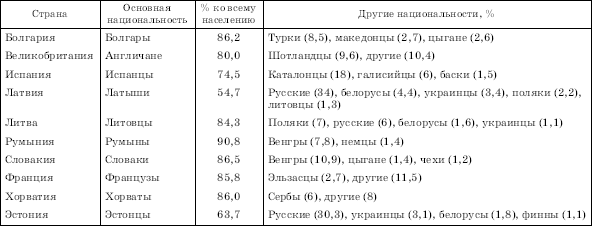 Страна Основная национальность % ко всему населению Другие национальности, %
Болгария Болгары 86,2 Турки (8,5), македонцы (2,7), цыгане (2,6)
Великобритания Англичане 80,0 Шотландцы (9,6), другие (10,4)
Испания Испанцы 74,5 Каталонцы (18), галисийцы (6), баски (1,5)
Латвия Латыши 54,7 Русские (34), белорусы (4,4), украинцы (3,4), поляки (2,2),
литовцы (1,3)
Литва Литовцы 84,3 Поляки (7), русские (6), белорусы (1,6), украинцы (1,1)
Румыния Румыны 90,8 Венгры (7,8), немцы (1,4)
Словакия Словаки 86,5 Венгры (10,9), цыгане (1,4), чехи (1,2)
Франция Французы 85,8 Эльзасцы (2,7), другие (11,5)
Хорватия Хорваты 86,0 Сербы (6), другие (8)
Эстония Эстонцы 63,7 Русские (30,3), украинцы (3,1), белорусы (1,8), финны (1,1)